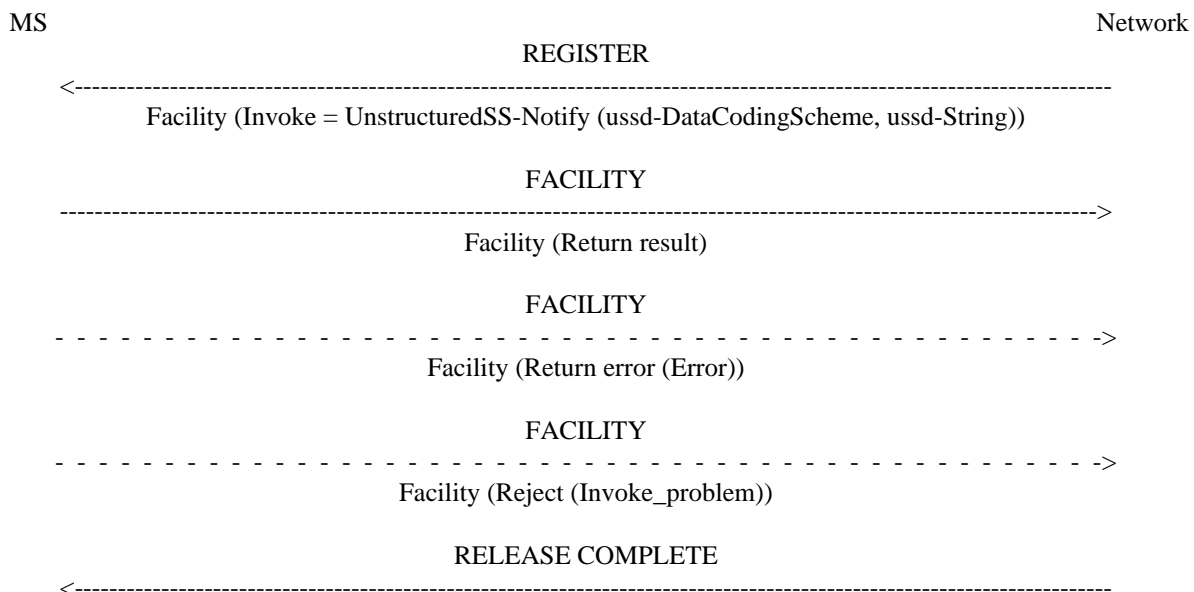 MS Network
REGISTER
<------------------------------------------------------------------------------------------------------------------------
Facility (Invoke = UnstructuredSS-Notify (ussd-DataCodingScheme, ussd-String))
FACILITY
------------------------------------------------------------------------------------------------------------------------>
Facility (Return result)
FACILITY
- - - - - - - - - - - - - - - - - - - - - - - - - - - - - - - - - - - - - - - - - - - - - - - ->
Facility (Return error (Error))
FACILITY
- - - - - - - - - - - - - - - - - - - - - - - - - - - - - - - - - - - - - - - - - - - - - - - ->
Facility (Reject (Invoke_problem))
RELEASE COMPLETE
<------------------------------------------------------------------------------------------------------------------------